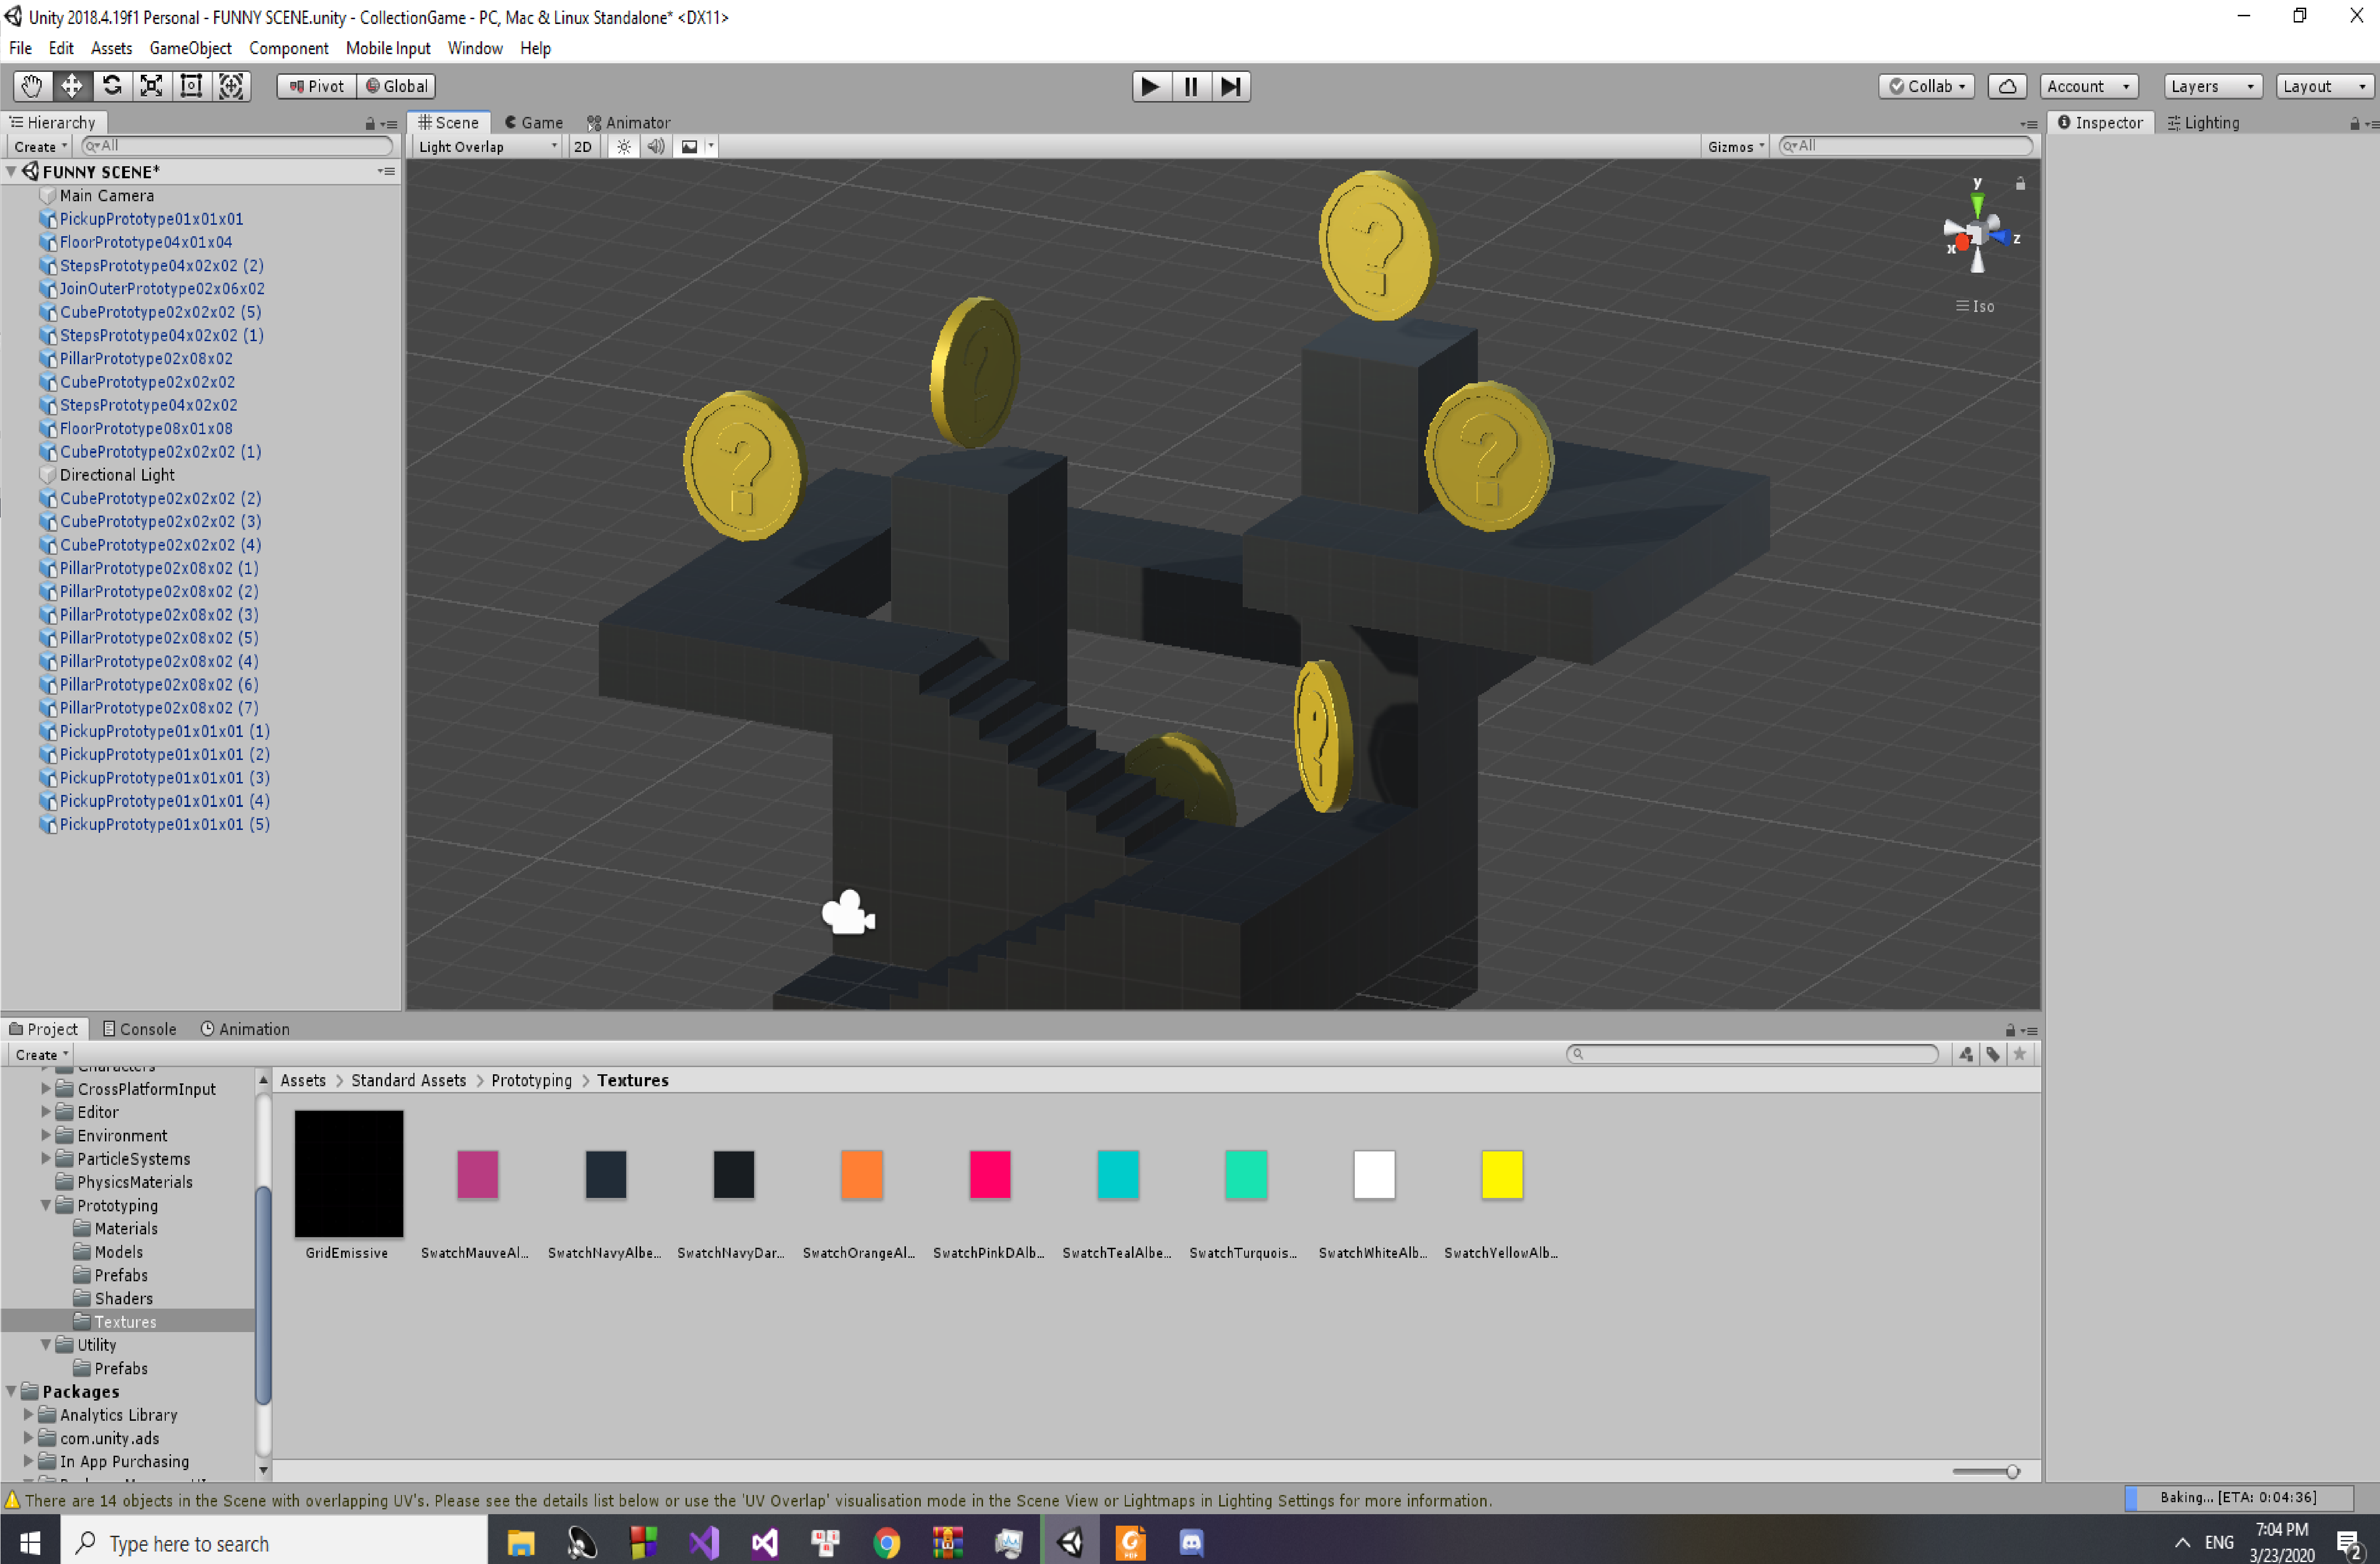 Unity 2018.4.19f1 Personal - FUNNY SCENE.unity - CollectionGame - PC, Mac & Linux Standalone* <DX11>
File Edit Assets GameObject Component Mobile Input Window Help
Pivot Global Collab Account Layers Layout
Hierarchy
Create All
FUNNY SCENE*
Main Camera
PickupPrototype01x01x01
FloorPrototype04x01x04
StepsPrototype04x02x02 (2)
JoinOuterPrototype02x06x02
CubePrototype02x02x02 (5)
StepsPrototype04x02x02 (1)
PillarPrototype02x08x02
CubePrototype02x02x02
StepsPrototype04x02x02
FloorPrototype08x01x08
CubePrototype02x02x02 (1)
Directional Light
CubePrototype02x02x02 (2)
CubePrototype02x02x02 (3)
CubePrototype02x02x02 (4)
PillarPrototype02x08x02 (1)
PillarPrototype02x08x02 (2)
PillarPrototype02x08x02 (3)
PillarPrototype02x08x02 (5)
PillarPrototype02x08x02 (4)
PillarPrototype02x08x02 (6)
PillarPrototype02x08x02 (7)
PickupPrototype01x01x01 (1)
PickupPrototype01x01x01 (2)
PickupPrototype01x01x01 (3)
PickupPrototype01x01x01 (4)
PickupPrototype01x01x01 (5)
Scene Game Animator
Light Overlap 2D Gizmos All
y
x z
Iso
? ? ? ? ?
Inspector Lighting
Project Console Animation
Create
Characters
CrossPlatformInput
Editor
Environment
ParticleSystems
PhysicsMaterials
Prototyping
Materials
Models
Prefabs
Shaders
Textures
Utility
Prefabs
Packages
Analytics Library
com.unity.ads
In App Purchasing
Assets > Standard Assets > Prototyping > Textures
GridEmissive SwatchMauveAl... SwatchNavyAlbe... SwatchNavyDar... SwatchOrangeAl... SwatchPinkDAlb... SwatchTealAlbe... SwatchTurquois... SwatchWhiteAlb... SwatchYellowAlb...
There are 14 objects in the Scene with overlapping UV's. Please see the details list below or use the 'UV Overlap' visualisation mode in the Scene View or Lightmaps in Lighting Settings for more information.
Baking... [ETA: 0:04:36]
Type here to search
ENG
7:04 PM
3/23/2020
2